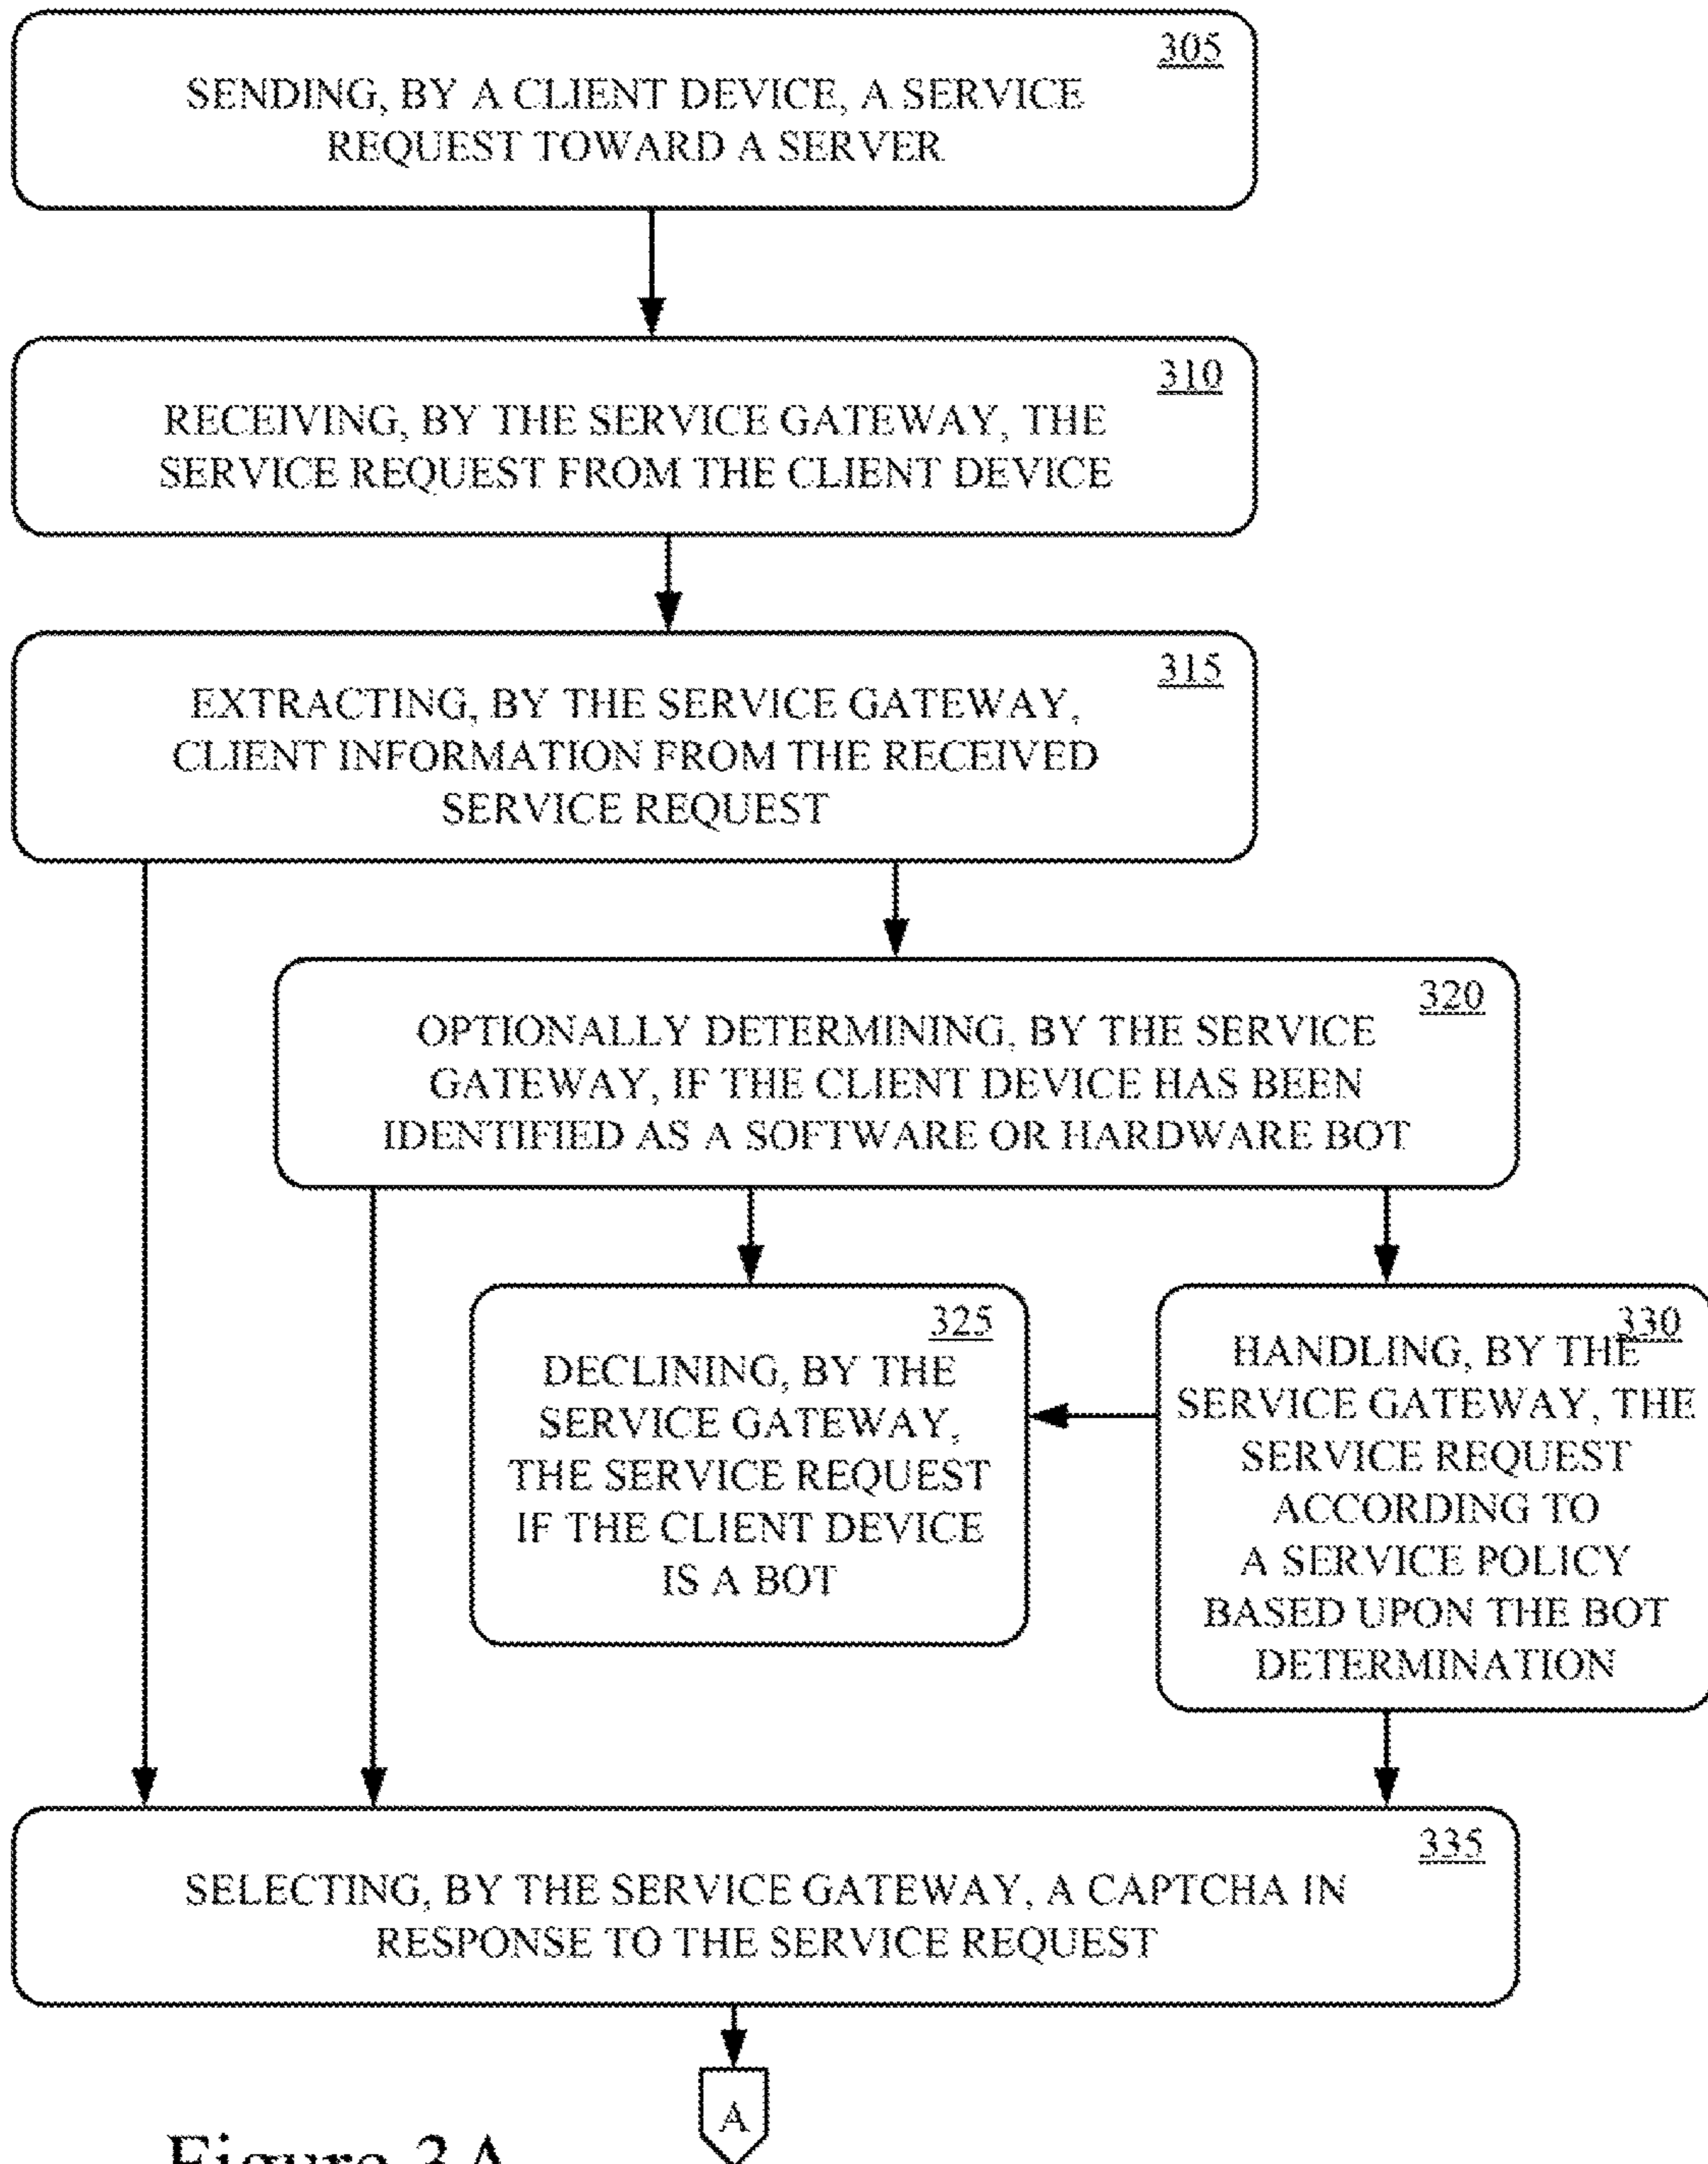 305
SENDING, BY A CLIENT DEVICE, A SERVICE
REQUEST TOWARD A SERVER
310
RECEIVING, BY THE SERVICE GATEWAY, THE
SERVICE REQUEST FROM THE CLIENT DEVICE
315
EXTRACTING, BY THE SERVICE GATEWAY,
CLIENT INFORMATION FROM THE RECEIVED
SERVICE REQUEST
320
OPTIONALLY DETERMINING, BY THE SERVICE
GATEWAY, IF THE CLIENT DEVICE HAS BEEN
IDENTIFIED AS A SOFTWARE OR HARDWARE BOT
325
DECLINING, BY THE
SERVICE GATEWAY,
THE SERVICE REQUEST
IF THE CLIENT DEVICE
IS A BOT
330
HANDLING, BY THE
SERVICE GATEWAY, THE
SERVICE REQUEST
ACCORDING TO
A SERVICE POLICY
BASED UPON THE BOT
DETERMINATION
335
SELECTING, BY THE SERVICE GATEWAY, A CAPTCHA IN
RESPONSE TO THE SERVICE REQUEST
A
Figure 3A